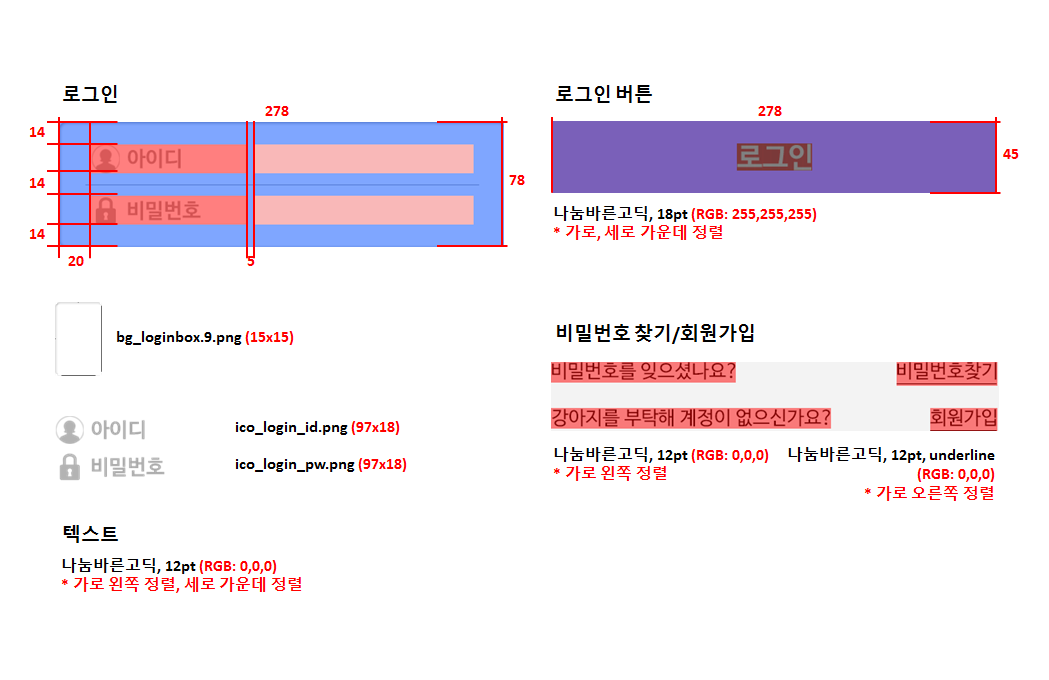 로그인
278
14
아이디
14
78
비밀번호
14
20
5
bg_loginbox.9.png (15x15)
아이디
ico_login_id.png (97x18)
비밀번호
ico_login_pw.png (97x18)
텍스트
나눔바른고딕, 12pt (RGB: 0,0,0)
* 가로 왼쪽 정렬, 세로 가운데 정렬
로그인 버튼
278
로그인
45
나눔바른고딕, 18pt (RGB: 255,255,255)
* 가로, 세로 가운데 정렬
비밀번호 찾기/회원가입
비밀번호를 잊으셨나요? 비밀번호찾기
강아지를 부탁해 계정이 없으신가요? 회원가입
나눔바른고딕, 12pt (RGB: 0,0,0)
* 가로 왼쪽 정렬
나눔바른고딕, 12pt, underline
(RGB: 0,0,0)
* 가로 오른쪽 정렬